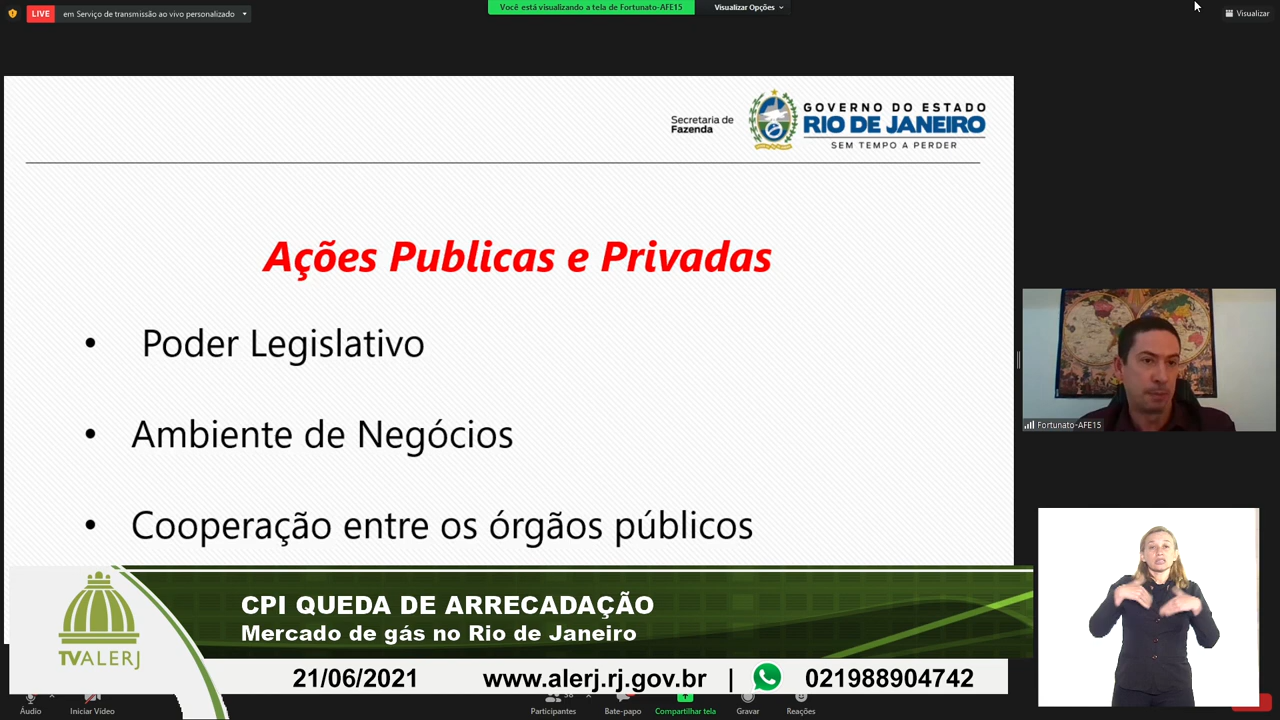 LIVE em Serviço de transmissão ao vivo personalizado
Você está visualizando a tela de Fortunato-AFE15
Visualizar Opções
Visualizar
Secretaria de
Fazenda
GOVERNO DO ESTADO
RIO DE JANEIRO
SEM TEMPO A PERDER
Ações Publicas e Privadas
• Poder Legislativo
• Ambiente de Negócios
• Cooperação entre os órgãos públicos
Fortunato-AFE15
CPI QUEDA DE ARRECADAÇÃO
Mercado de gás no Rio de Janeiro
TVALERJ
21/06/2021 www.alerj.rj.gov.br | 021988904742
Áudio
Iniciar Vídeo
Participantes
Bate-papo
Compartilhar tela
Gravar
Reações